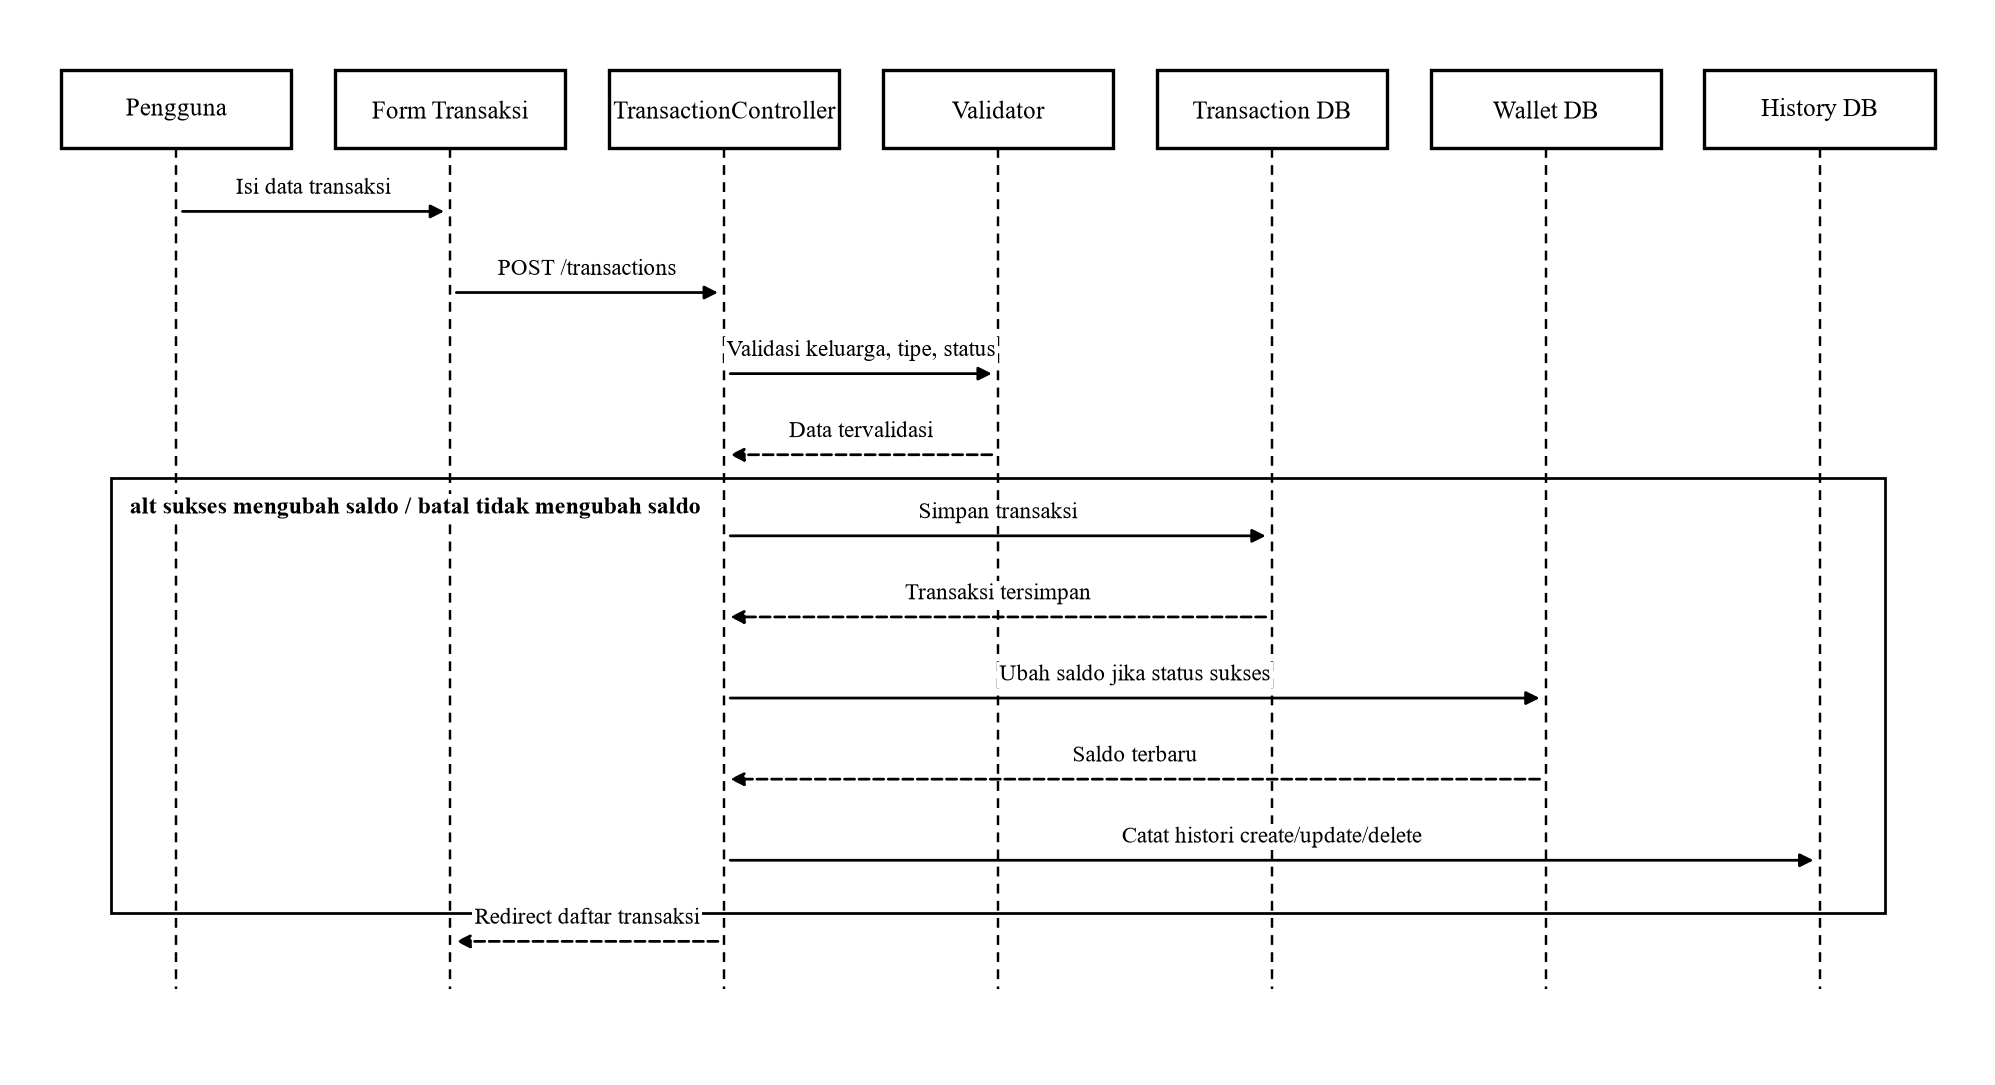 Pengguna
Form Transaksi
TransactionController
Validator
Transaction DB
Wallet DB
History DB
Isi data transaksi
POST /transactions
Validasi keluarga, tipe, status
Data tervalidasi
alt sukses mengubah saldo / batal tidak mengubah saldo
Simpan transaksi
Transaksi tersimpan
Ubah saldo jika status sukses
Saldo terbaru
Catat histori create/update/delete
Redirect daftar transaksi